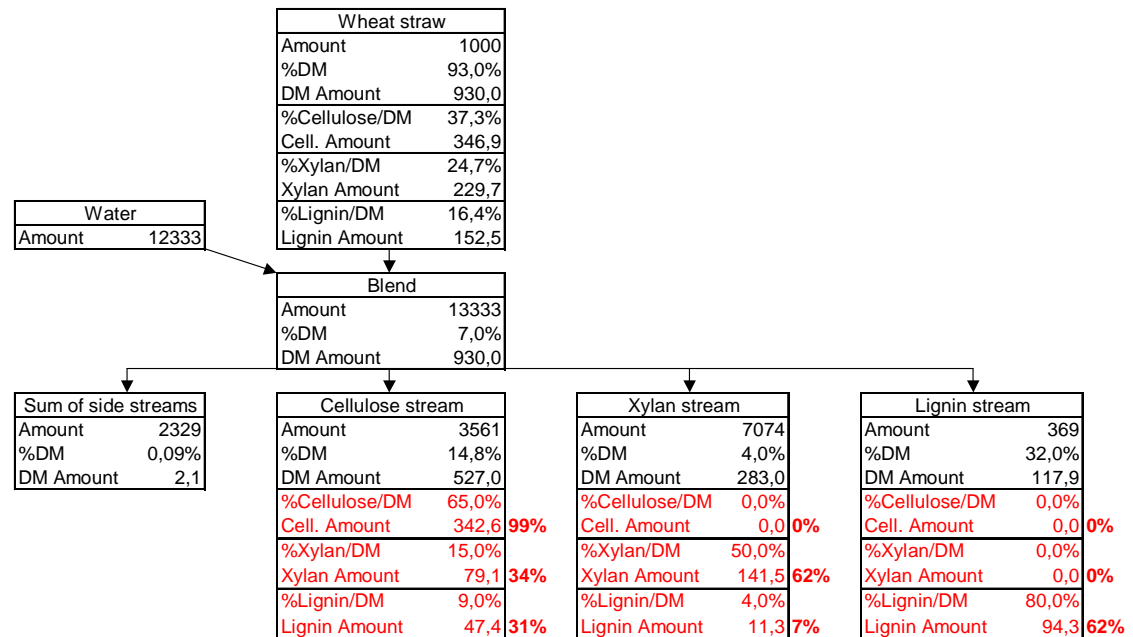 Wheat straw
Amount 1000
%DM 93,0%
DM Amount 930,0
%Cellulose/DM 37,3%
Cell. Amount 346,9
%Xylan/DM 24,7%
Xylan Amount 229,7
%Lignin/DM 16,4%
Lignin Amount 152,5
Water
Amount 12333
Blend
Amount 13333
%DM 7,0%
DM Amount 930,0
Sum of side streams
Amount 2329
%DM 0,09%
DM Amount 2,1
Cellulose stream
Amount 3561
%DM 14,8%
DM Amount 527,0
%Cellulose/DM 65,0%
Cell. Amount 342,6 99%
%Xylan/DM 15,0%
Xylan Amount 79,1 34%
%Lignin/DM 9,0%
Lignin Amount 47,4 31%
Xylan stream
Amount 7074
%DM 4,0%
DM Amount 283,0
%Cellulose/DM 0,0%
Cell. Amount 0,0 0%
%Xylan/DM 50,0%
Xylan Amount 141,5 62%
%Lignin/DM 4,0%
Lignin Amount 11,3 7%
Lignin stream
Amount 369
%DM 32,0%
DM Amount 117,9
%Cellulose/DM 0,0%
Cell. Amount 0,0 0%
%Xylan/DM 0,0%
Xylan Amount 0,0 0%
%Lignin/DM 80,0%
Lignin Amount 94,3 62%